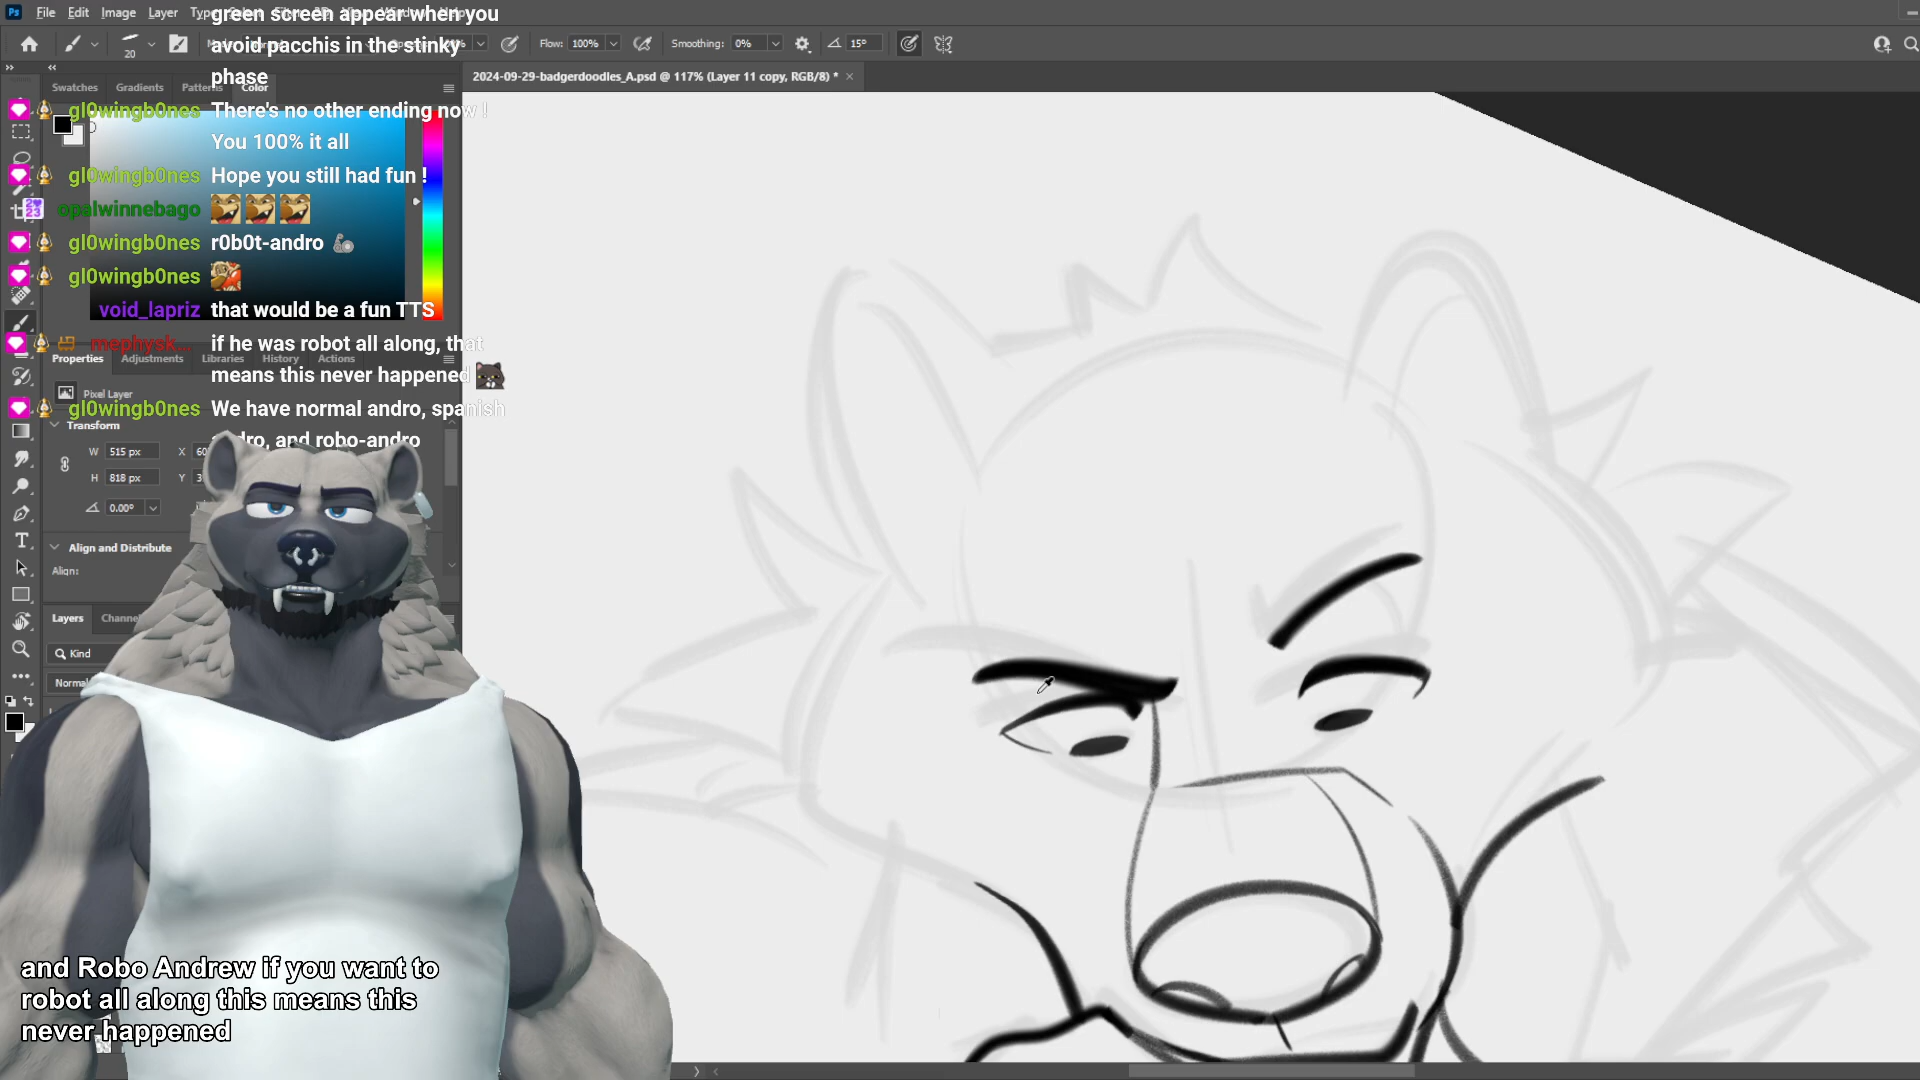 File Edit Image Layer Type
green screen appear when you
20
avoid pacchis in the stinky
Flow: 100% Smoothing: 0% 15°
phase
2024-09-29-badgerdoodles_A.psd @ 117% (Layer 11 copy, RGB/8) *
Swatches Gradients Patterns Color
gl0wingb0nes There's no other ending now !
You 100% it all
gl0wingb0nes Hope you still had fun !
opalwinnebago
gl0wingb0nes r0b0t-andro
gl0wingb0nes
void_lapriz that would be a fun TTS
mephysk... if he was robot all along, that
means this never happened
Properties Adjustments Libraries History Actions
Pixel Layer
gl0wingb0nes We have normal andro, spanish
andro, and robo-andro
Transform
W 515 px X
H 818 px Y
0.00°
Align and Distribute
Align:
Layers
Kind
and Robo Andrew if you want to
robot all along this means this
never happened